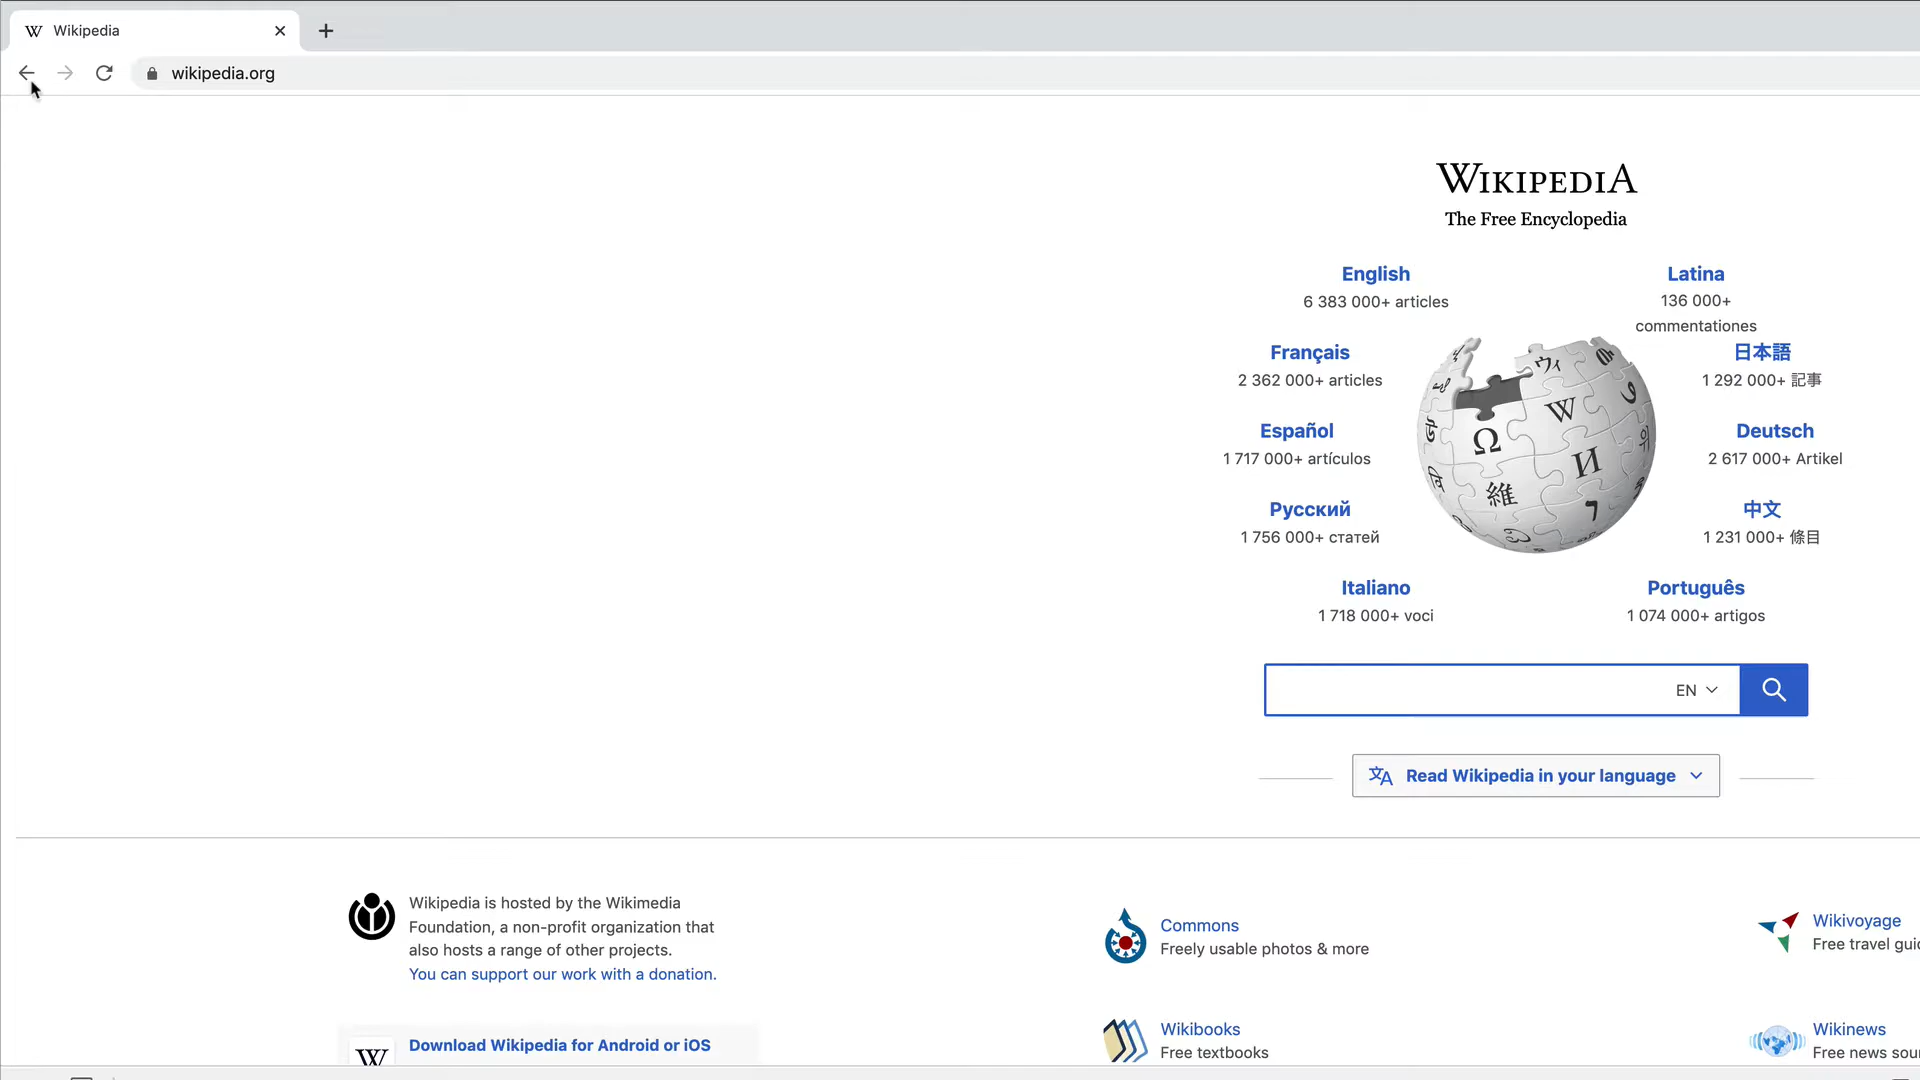 Wikipedia
wikipedia.org
WIKIPEDIA
The Free Encyclopedia
English
6 383 000+ articles
Latina
136 000+
commentationes
Français
2 362 000+ articles
日本語
1 292 000+ 記事
Español
1 717 000+ artículos
Deutsch
2 617 000+ Artikel
Русский
1 756 000+ статей
中文
1 231 000+ 條目
Italiano
1 718 000+ voci
Português
1 074 000+ artigos
EN
Read Wikipedia in your language
Wikipedia is hosted by the Wikimedia
Foundation, a non-profit organization that
also hosts a range of other projects.
You can support our work with a donation.
Download Wikipedia for Android or iOS
Commons
Freely usable photos & more
Wikibooks
Free textbooks
Wikivoyage
Free travel
Wikinews
Free news